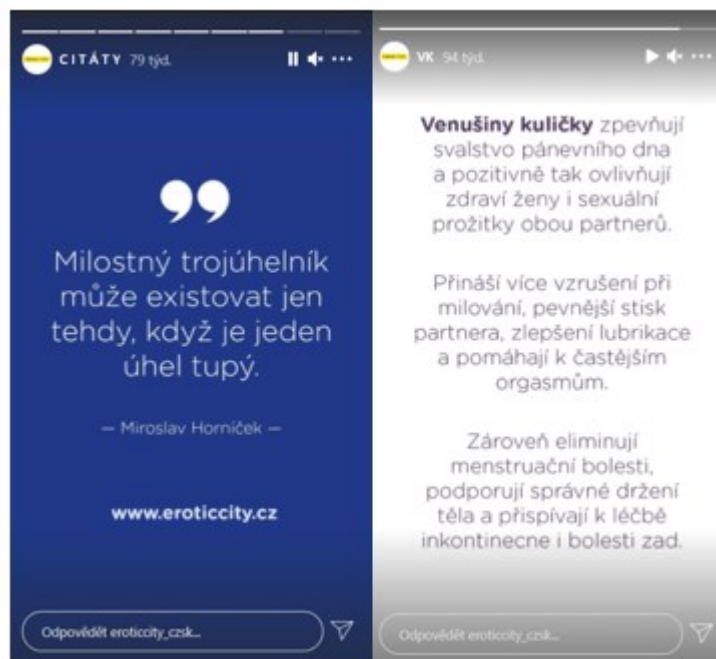 CITÁTY 79 týd.
Milostný trojúhelník
může existovat jen
tehdy, když je jeden
úhel tupý.
— Miroslav Horníček —
www.eroticcity.cz
Odpovědět eroticcity_czsk...
VK 94 týd.
Venušiny kuličky zpevňují
svalstvo pánevního dna
a pozitivně tak ovlivňují
zdraví ženy i sexuální
prožitky obou partnerů.
Přináší více vzrušení při
milování, pevnější stisk
partnera, zlepšení lubrikace
a pomáhají k častějším
orgasmům.
Zároveň eliminují
menstruační bolesti,
podporují správné držení
těla a přispívají k léčbě
inkontinecne i bolesti zad.
Odpovědět eroticcity_czsk...